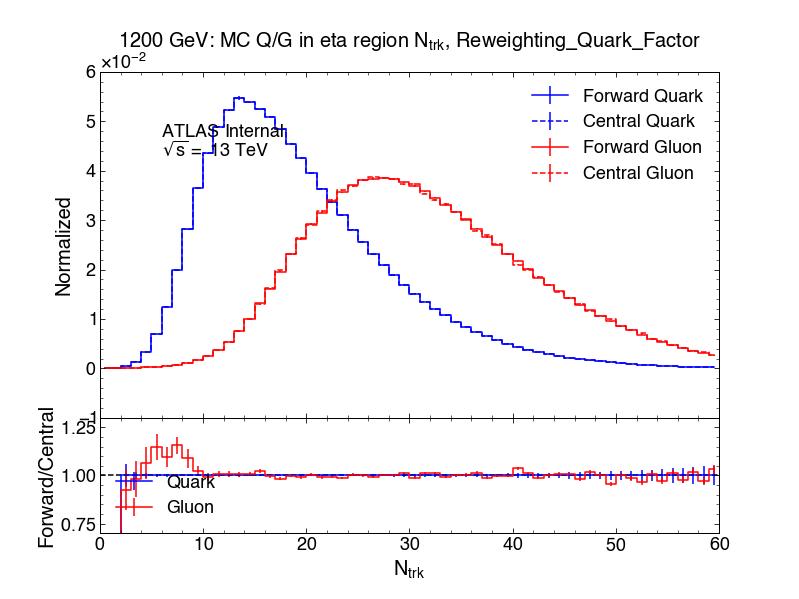 1200 GeV: MC Q/G in eta region N_trk, Reweighting_Quark_Factor
×10⁻²
6
5
4
3
2
1
0
−1
Normalized
ATLAS Internal
√s = 13 TeV
Forward Quark
Central Quark
Forward Gluon
Central Gluon
1.25
1.00
0.75
Forward/Central
Quark
Gluon
0 10 20 30 40 50 60
N_trk